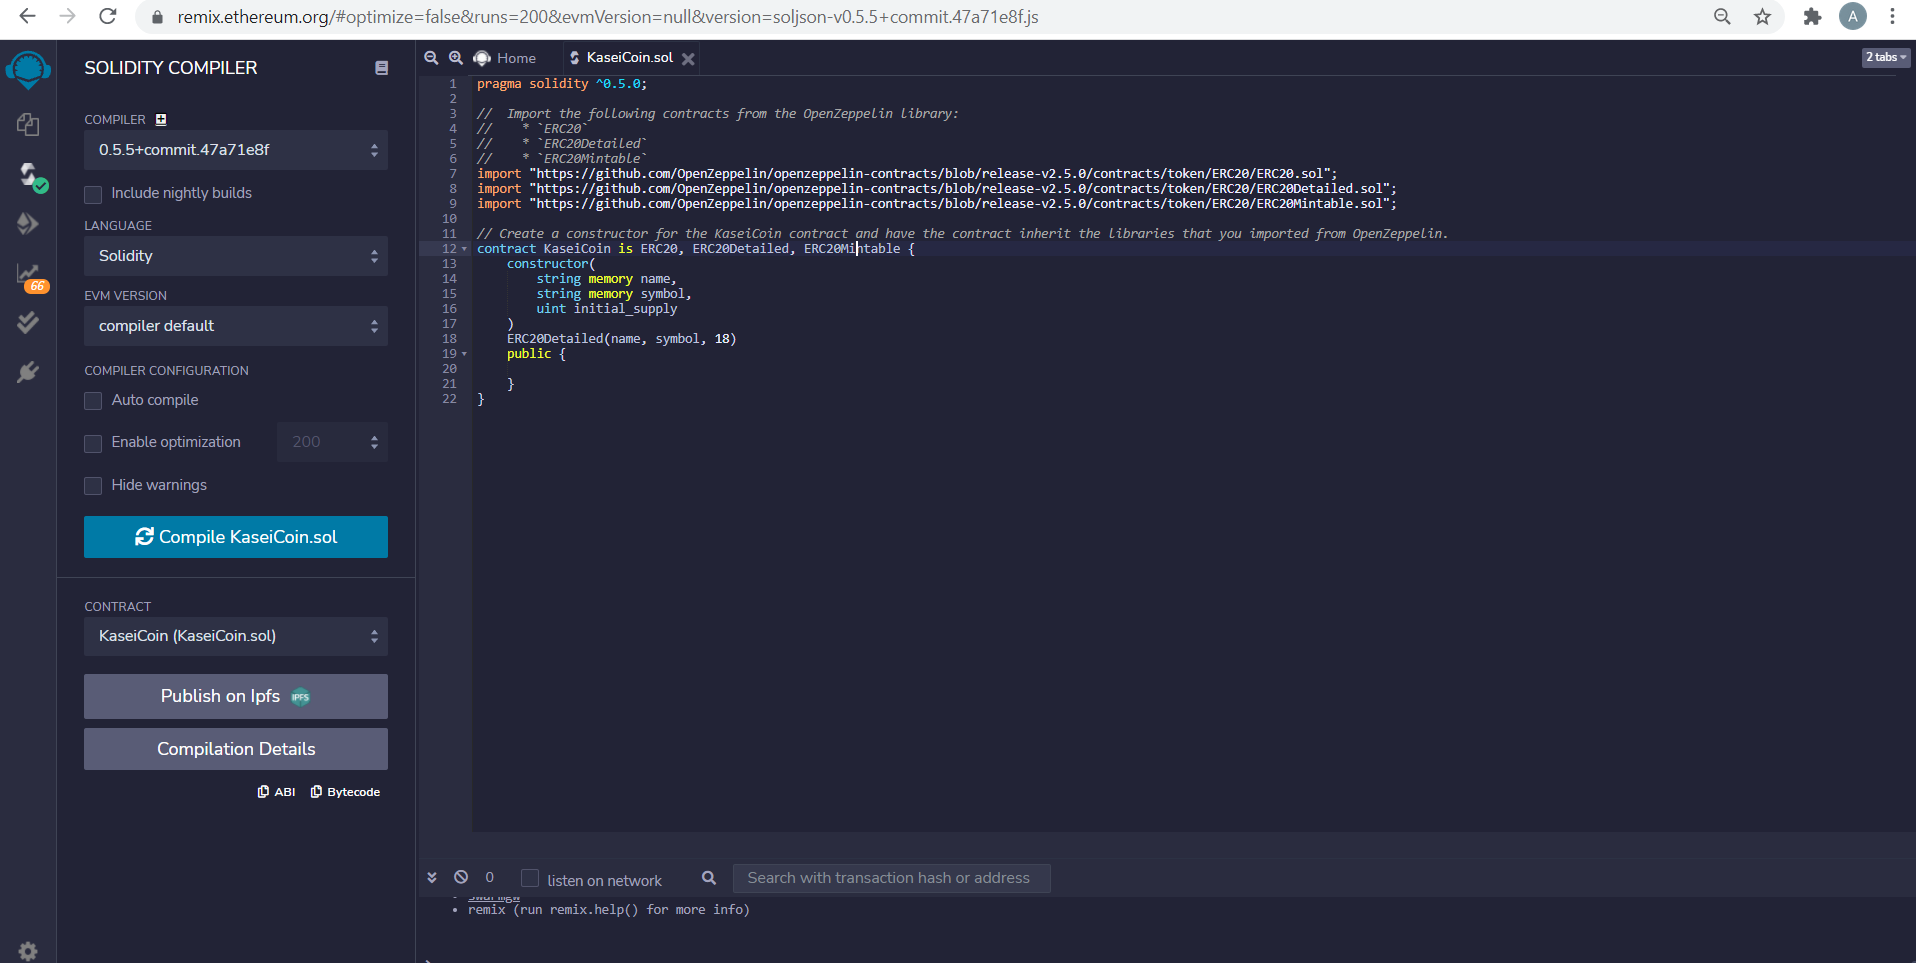 remix.ethereum.org/#optimize=false&runs=200&evmVersion=null&version=soljson-v0.5.5+commit.47a71e8f.js
A
SOLIDITY COMPILER
COMPILER
0.5.5+commit.47a71e8f
Include nightly builds
LANGUAGE
Solidity
66
EVM VERSION
compiler default
COMPILER CONFIGURATION
Auto compile
Enable optimization 200
Hide warnings
Compile KaseiCoin.sol
CONTRACT
KaseiCoin (KaseiCoin.sol)
Publish on Ipfs IPFS
Compilation Details
ABI Bytecode
Home KaseiCoin.sol 2 tabs
1 pragma solidity ^0.5.0;
2
3 //  Import the following contracts from the OpenZeppelin library:
4 //    * `ERC20`
5 //    * `ERC20Detailed`
6 //    * `ERC20Mintable`
7 import "https://github.com/OpenZeppelin/openzeppelin-contracts/blob/release-v2.5.0/contracts/token/ERC20/ERC20.sol";
8 import "https://github.com/OpenZeppelin/openzeppelin-contracts/blob/release-v2.5.0/contracts/token/ERC20/ERC20Detailed.sol";
9 import "https://github.com/OpenZeppelin/openzeppelin-contracts/blob/release-v2.5.0/contracts/token/ERC20/ERC20Mintable.sol";
10
11 // Create a constructor for the KaseiCoin contract and have the contract inherit the libraries that you imported from OpenZeppelin.
12 contract KaseiCoin is ERC20, ERC20Detailed, ERC20Mintable {
13     constructor(
14         string memory name,
15         string memory symbol,
16         uint initial_supply
17     )
18     ERC20Detailed(name, symbol, 18)
19     public {
20
21     }
22 }
0 listen on network Search with transaction hash or address
swarmgw
• remix (run remix.help() for more info)